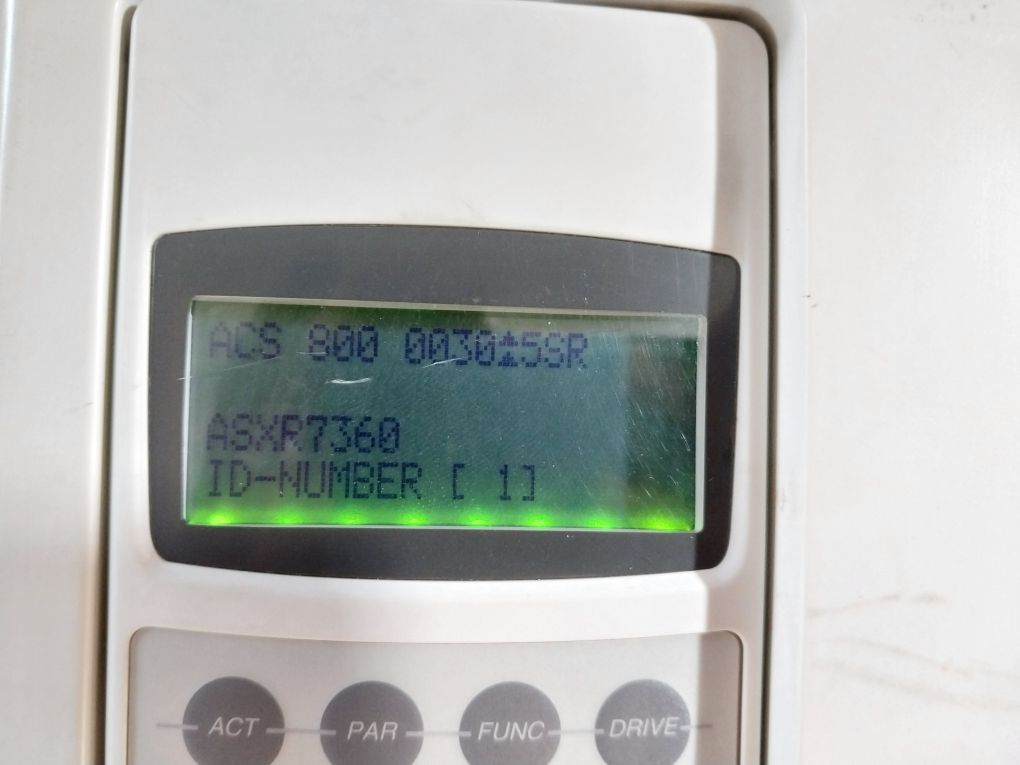 ACS 800 0030±5SR
ASXR7360
ID-NUMBER [ 1]
ACT PAR FUNC DRIVE